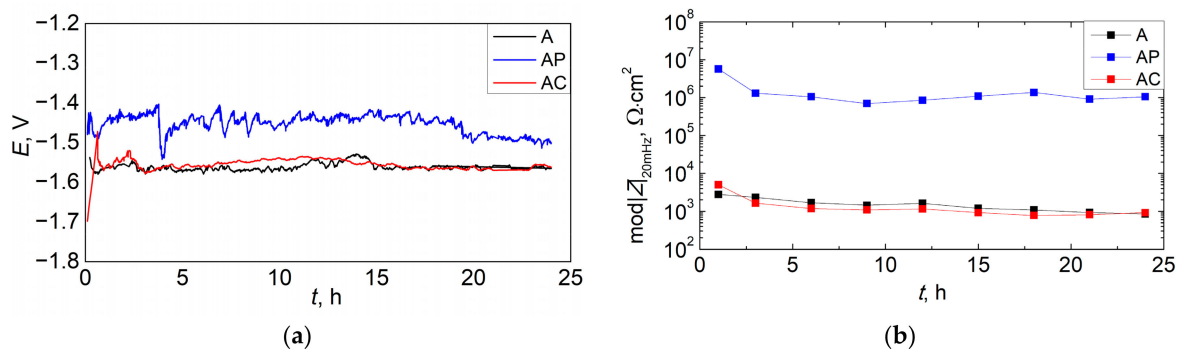 −1.2
−1.3
−1.4
−1.5
−1.6
−1.7
−1.8
E, V
0 5 10 15 20 25
t, h
A
AP
AC
(a)
10⁸
10⁷
10⁶
10⁵
10⁴
10³
10²
mod|Z|₂₀ₘHz, Ω·cm²
0 5 10 15 20 25
t, h
A
AP
AC
(b)